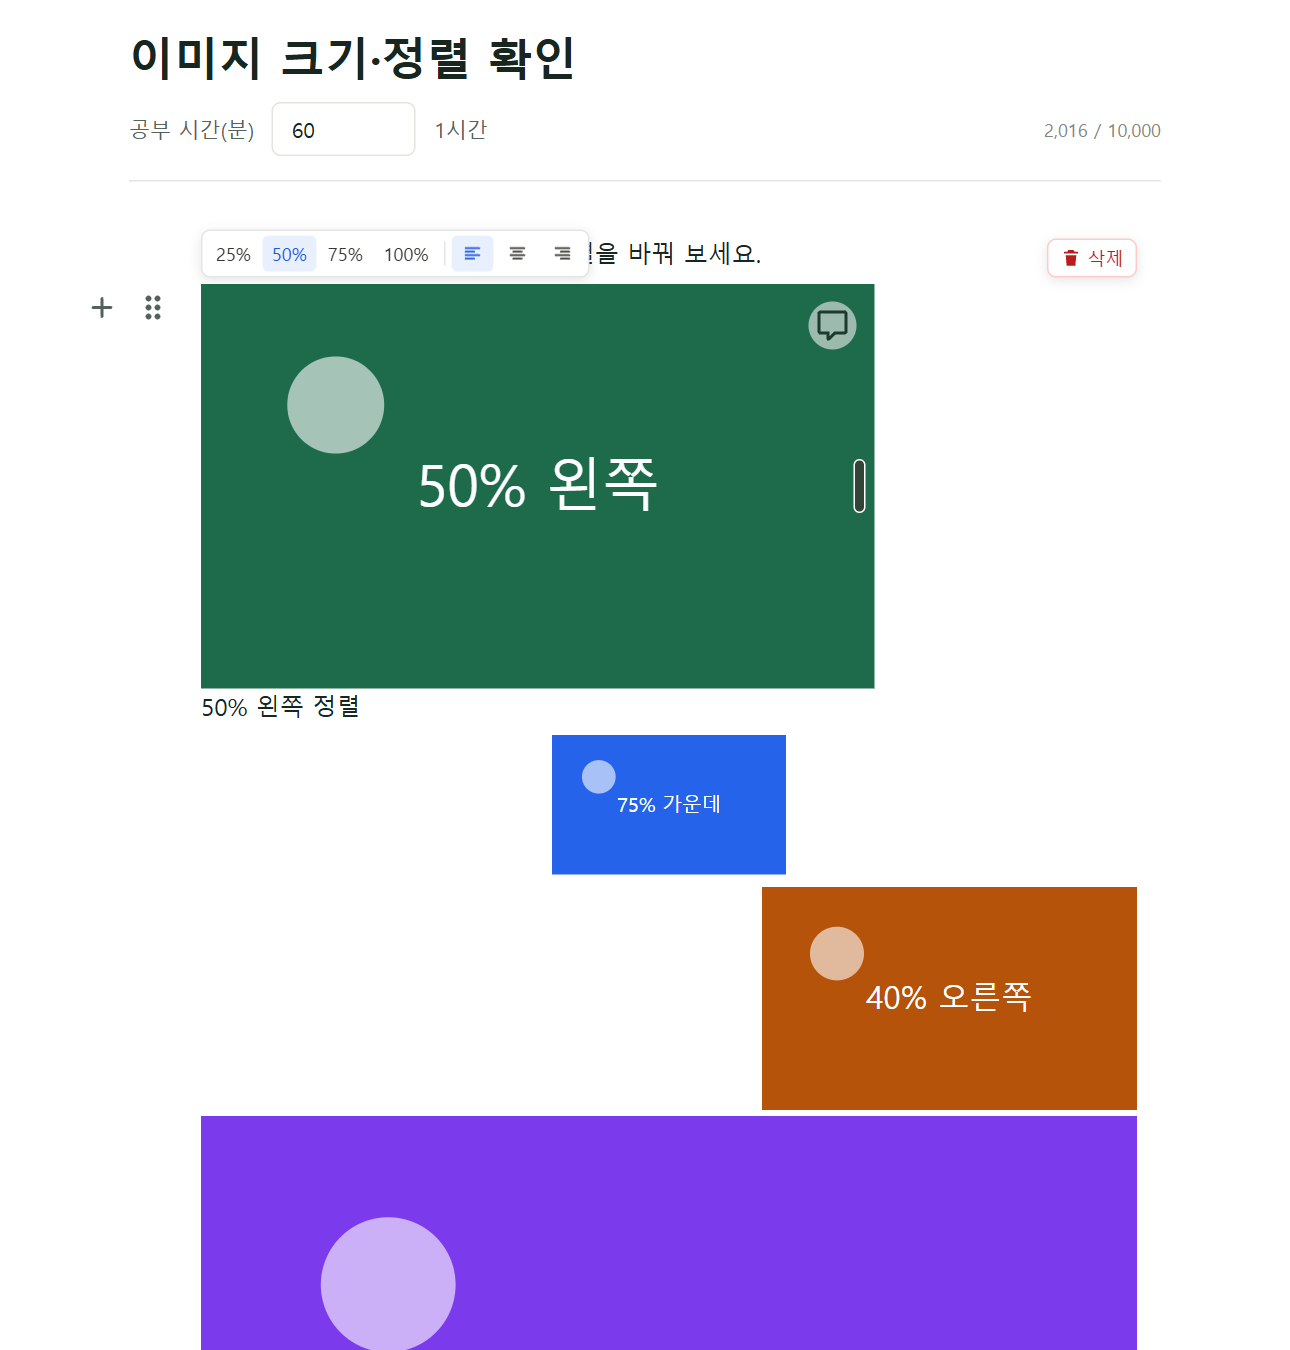 이미지 크기·정렬 확인
공부 시간(분) 60 1시간 2,016 / 10,000
25% 50% 75% 100% 을 바꿔 보세요. 삭제
50% 왼쪽
50% 왼쪽 정렬
75% 가운데
40% 오른쪽